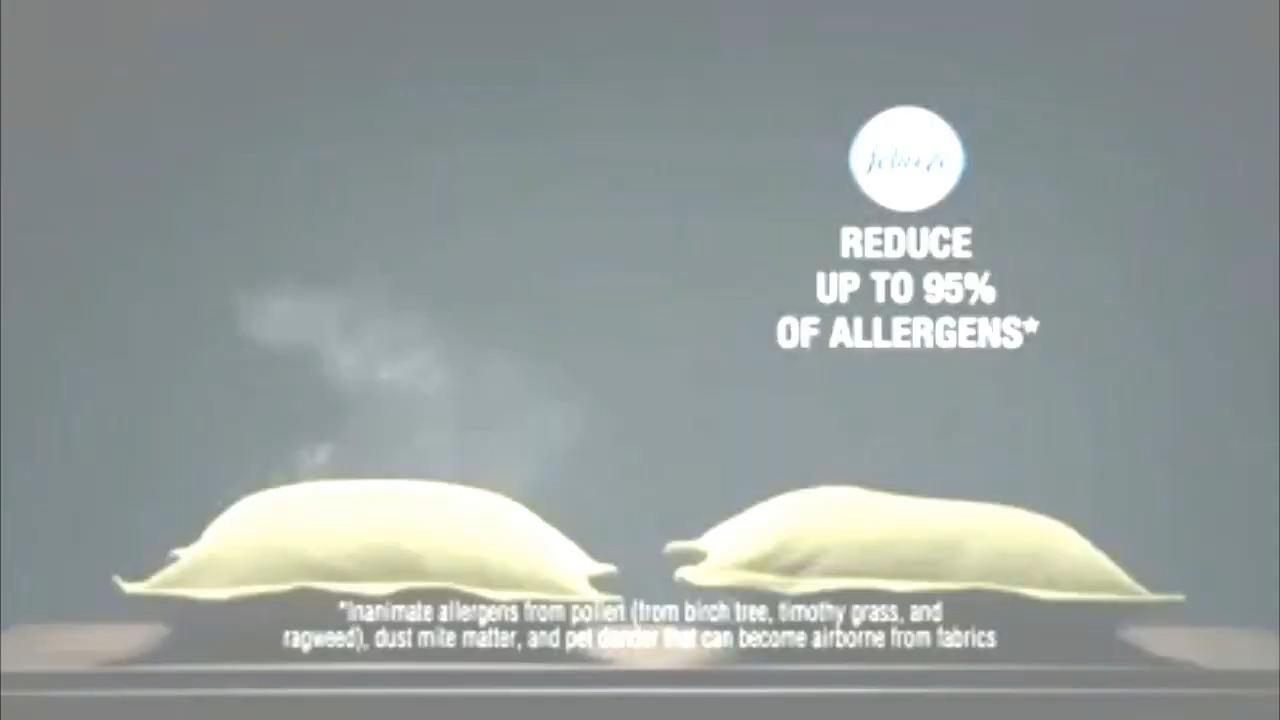 febreze
REDUCE
UP TO 95%
OF ALLERGENS*
*Inanimate allergens from pollen (from birch tree, timothy grass, and
ragweed), dust mite matter, and pet dander that can become airborne from fabrics